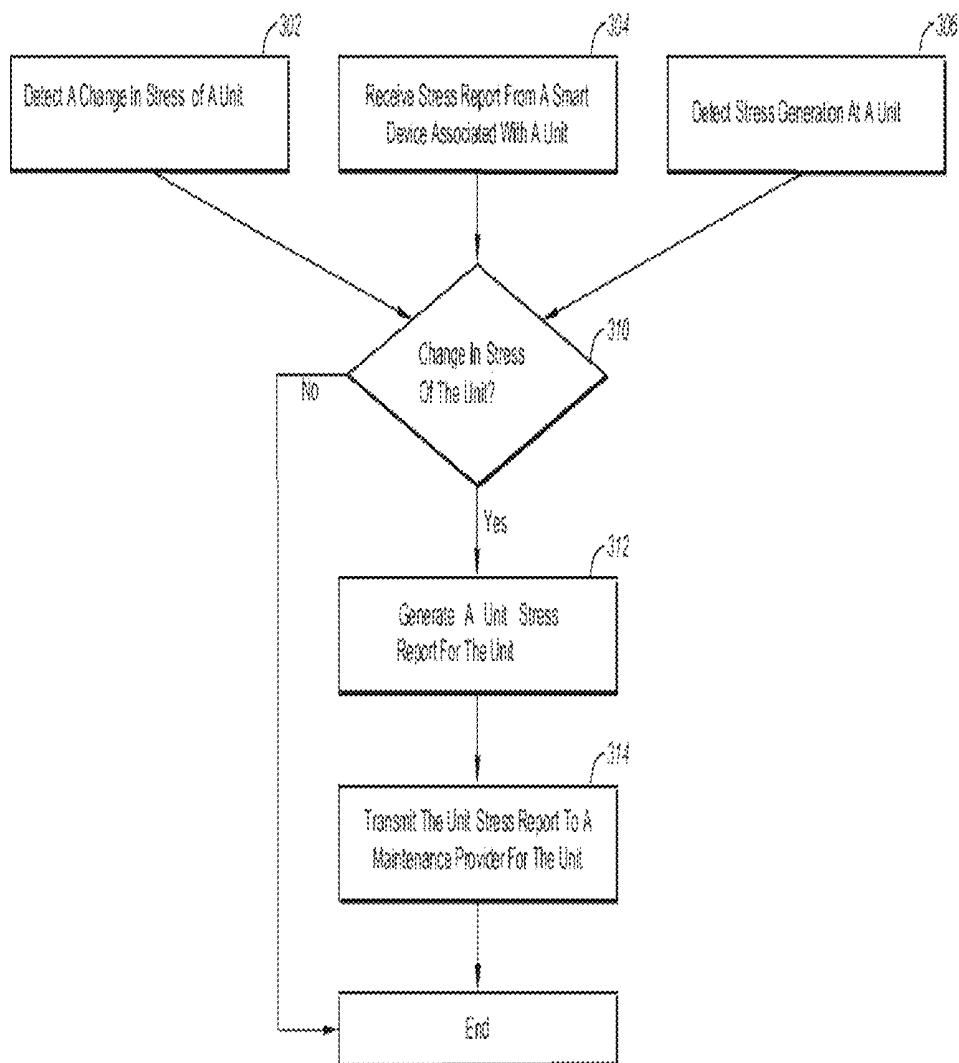 302
Detect A Change In Stress of A Unit
304
Receive Stress Report From A Smart
Device Associated With A Unit
306
Detect Stress Generation At A Unit
310
Change In Stress
Of The Unit?
No
Yes
312
Generate A Unit Stress
Report For The Unit
314
Transmit The Unit Stress Report To A
Maintenance Provider For The Unit
End